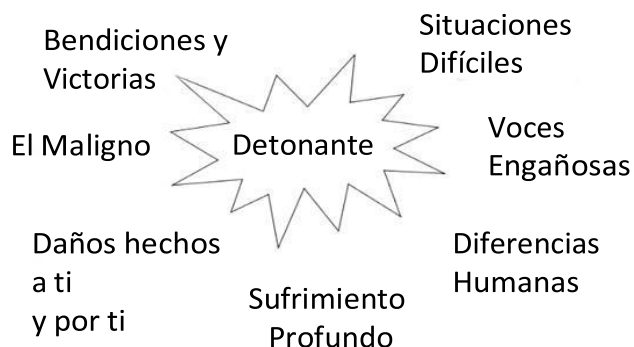 Bendiciones y
Victorias
Situaciones
Difíciles
El Maligno
Detonante
Voces
Engañosas
Daños hechos
a ti
y por ti
Sufrimiento
Profundo
Diferencias
Humanas